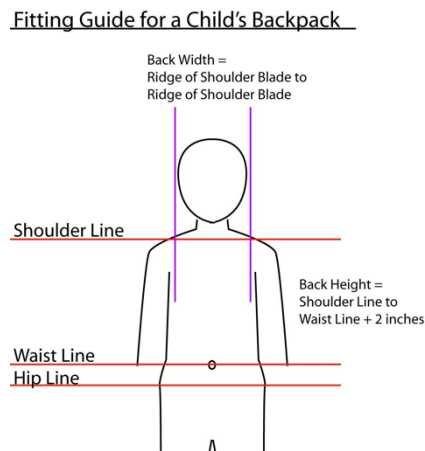 Fitting Guide for a Child's Backpack
Back Width =
Ridge of Shoulder Blade to
Ridge of Shoulder Blade
Shoulder Line
Back Height =
Shoulder Line to
Waist Line + 2 inches
Waist Line
Hip Line